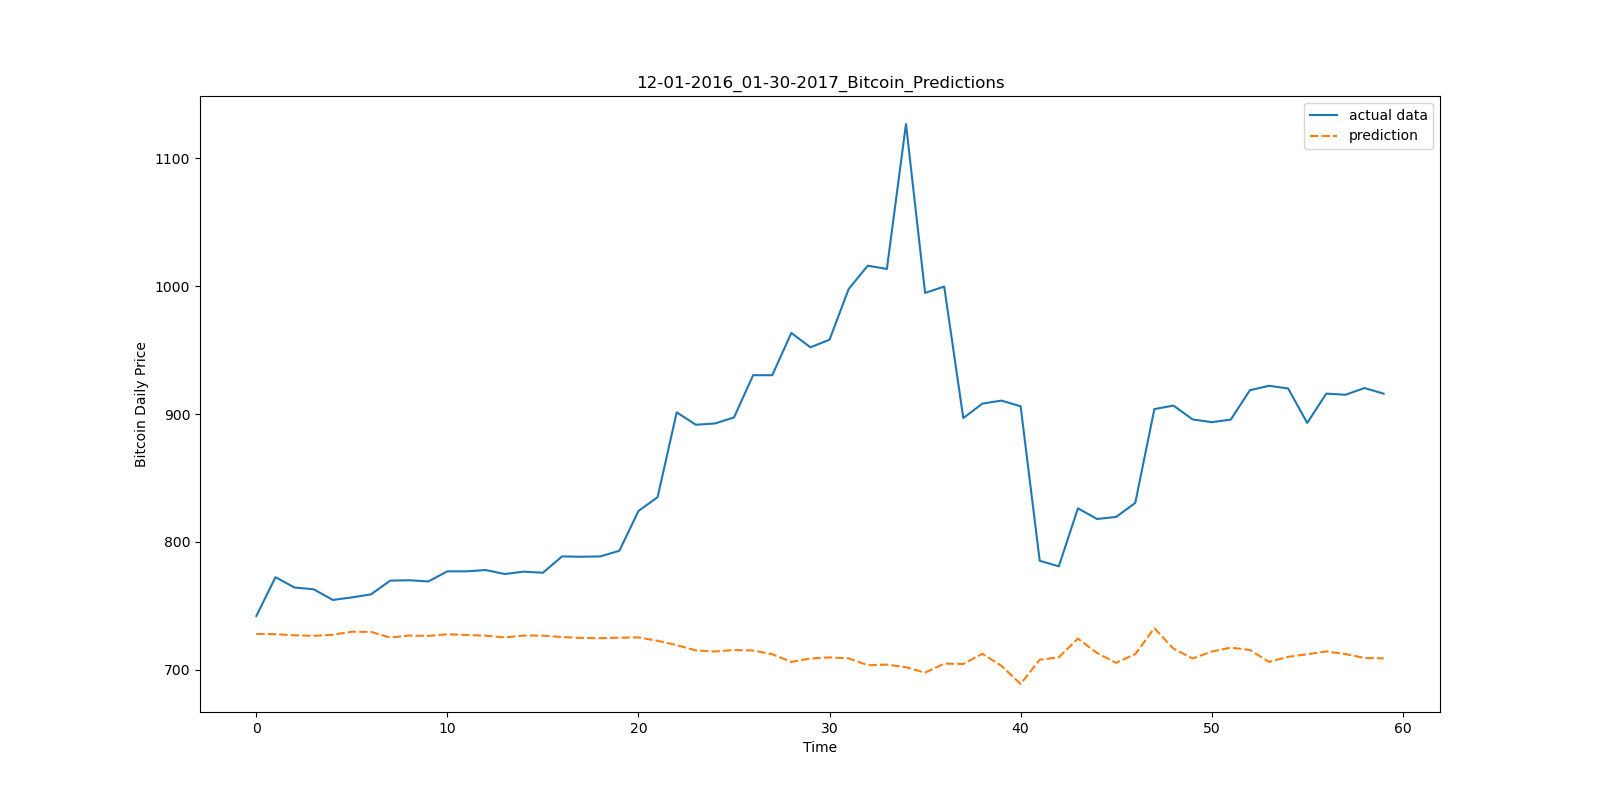 12-01-2016_01-30-2017_Bitcoin_Predictions
actual data
prediction
1100
1000
900
800
700
Bitcoin Daily Price
0 10 20 30 40 50 60
Time